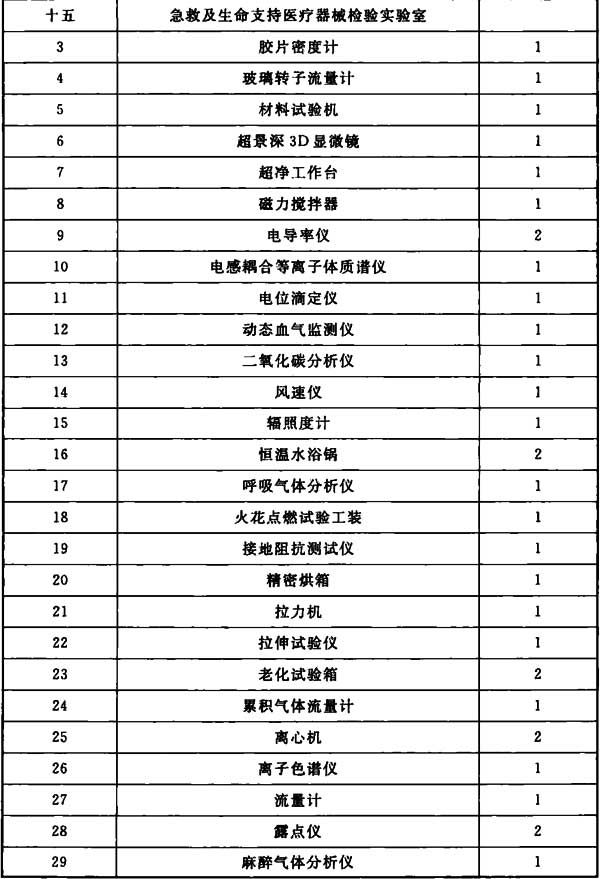 十五 急救及生命支持医疗器械检验实验室
3 胶片密度计 1
4 玻璃转子流量计 1
5 材料试验机 1
6 超景深3D显微镜 1
7 超净工作台 1
8 磁力搅拌器 1
9 电导率仪 2
10 电感耦合等离子体质谱仪 1
11 电位滴定仪 1
12 动态血气监测仪 1
13 二氧化碳分析仪 1
14 风速仪 1
15 辐照度计 1
16 恒温水浴锅 2
17 呼吸气体分析仪 1
18 火花点燃试验工装 1
19 接地阻抗测试仪 1
20 精密烘箱 1
21 拉力机 1
22 拉伸试验仪 1
23 老化试验箱 2
24 累积气体流量计 1
25 离心机 2
26 离子色谱仪 1
27 流量计 1
28 露点仪 2
29 麻醉气体分析仪 1